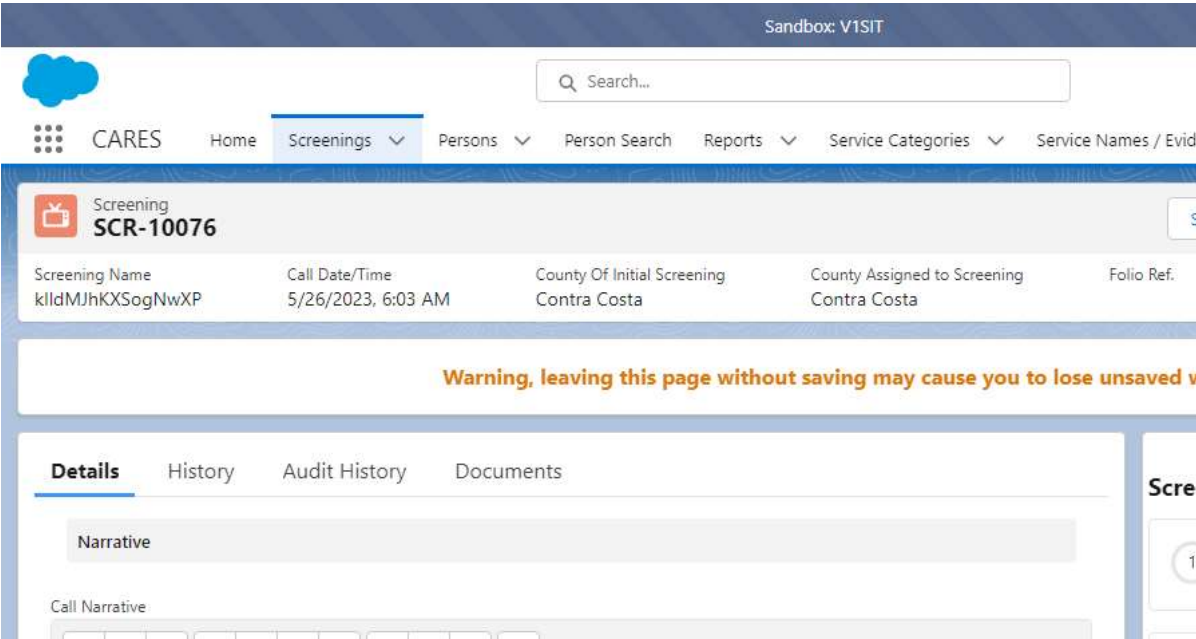 Sandbox: V1SIT
Search...
CARES Home Screenings Persons Person Search Reports Service Categories Service Names /
Screening
SCR-10076
Screening Name Call Date/Time County Of Initial Screening County Assigned to Screening Folio Ref.
klldMJhKXSogNwXP 5/26/2023, 6:03 AM Contra Costa Contra Costa
Warning, leaving this page without saving may cause you to lose unsaved
Details History Audit History Documents
Narrative
1
Call Narrative